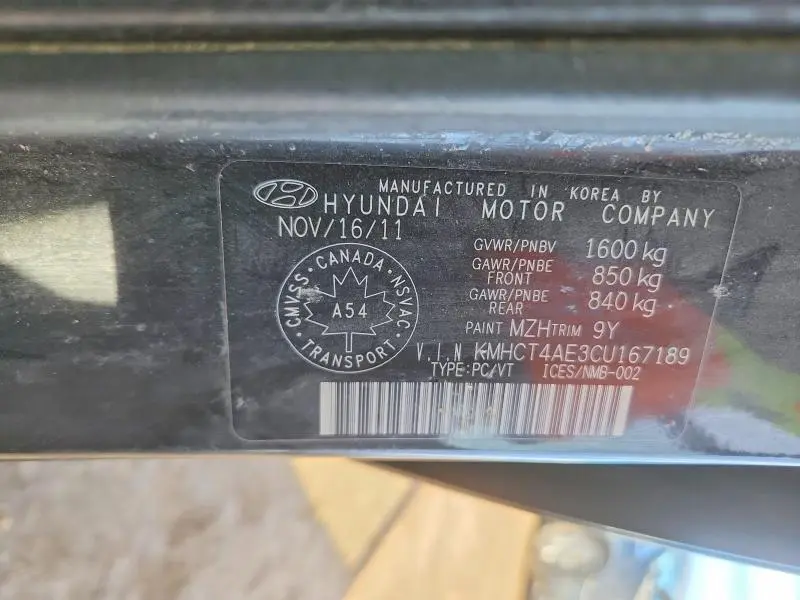 MANUFACTURED IN KOREA BY
HYUNDAI MOTOR COMPANY
NOV/16/11
GVWR/PNBV 1600 kg
GAWR/PNBE FRONT 850 kg
GAWR/PNBE REAR 840 kg
CANADA
CMVSS · NSVAC
A54
TRANSPORT
PAINT MZH TRIM 9Y
V.I.N KMHCT4AE3CU167189
TYPE:PC/VT ICES/NMB-002